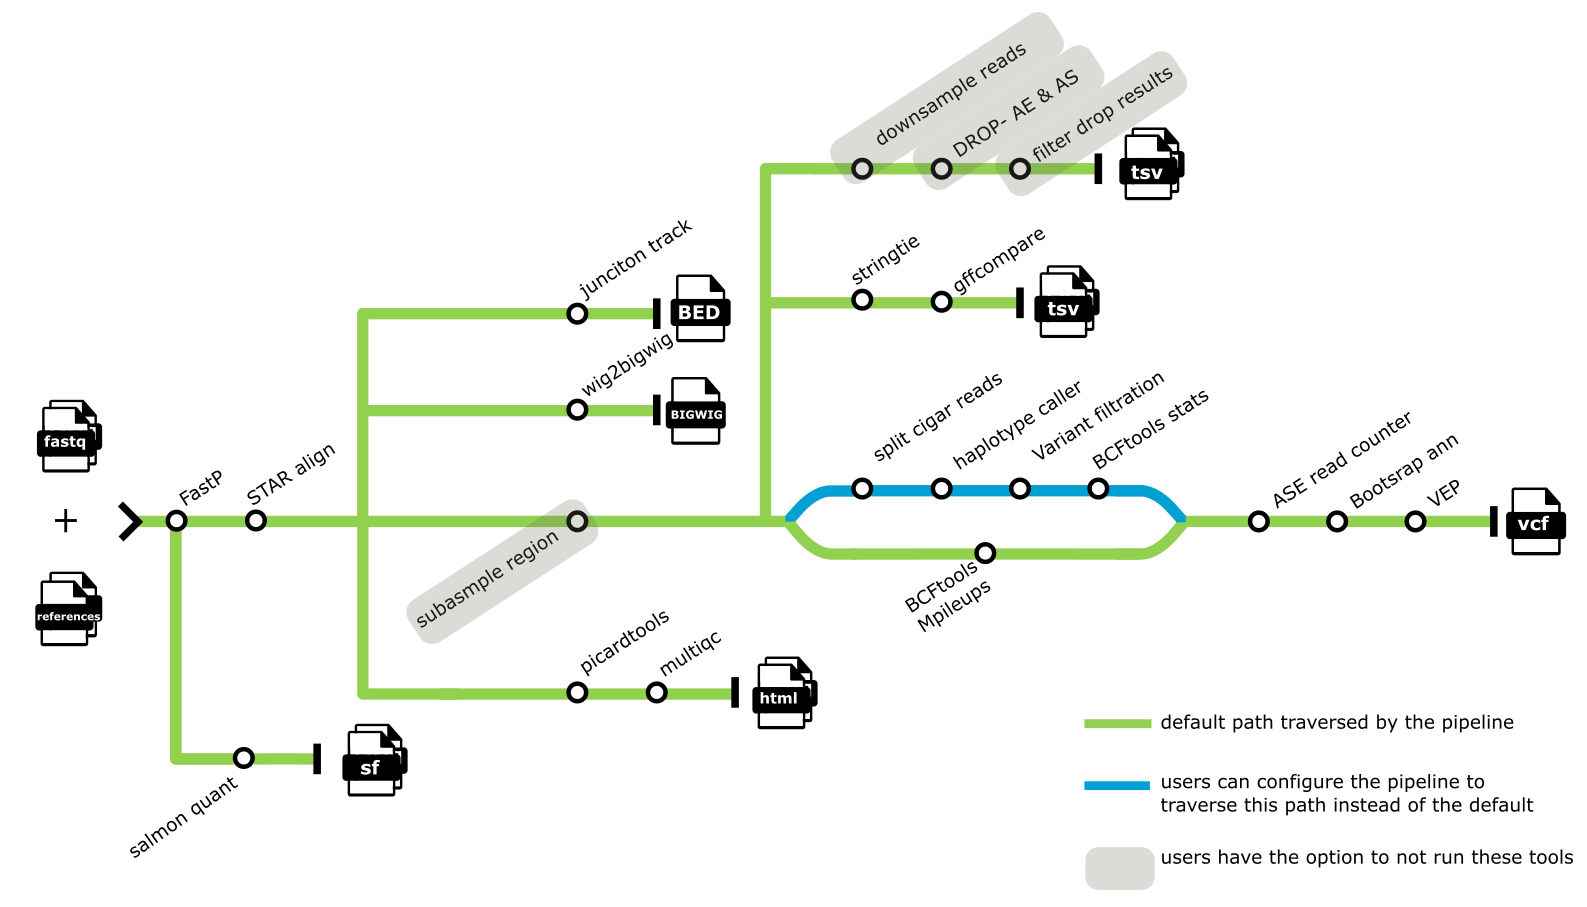 downsample reads
DROP- AE & AS
filter drop results
tsv
stringtie
gffcompare
tsv
junciton track
BED
wig2bigwig
BIGWIG
split cigar reads
haplotype caller
Variant filtration
BCFtools stats
fastq
+
references
FastP
STAR align
subasmple region
BCFtools
Mpileups
ASE read counter
Bootsrap ann
VEP
vcf
picardtools
multiqc
html
salmon quant
sf
default path traversed by the pipeline
users can configure the pipeline to
traverse this path instead of the default
users have the option to not run these tools